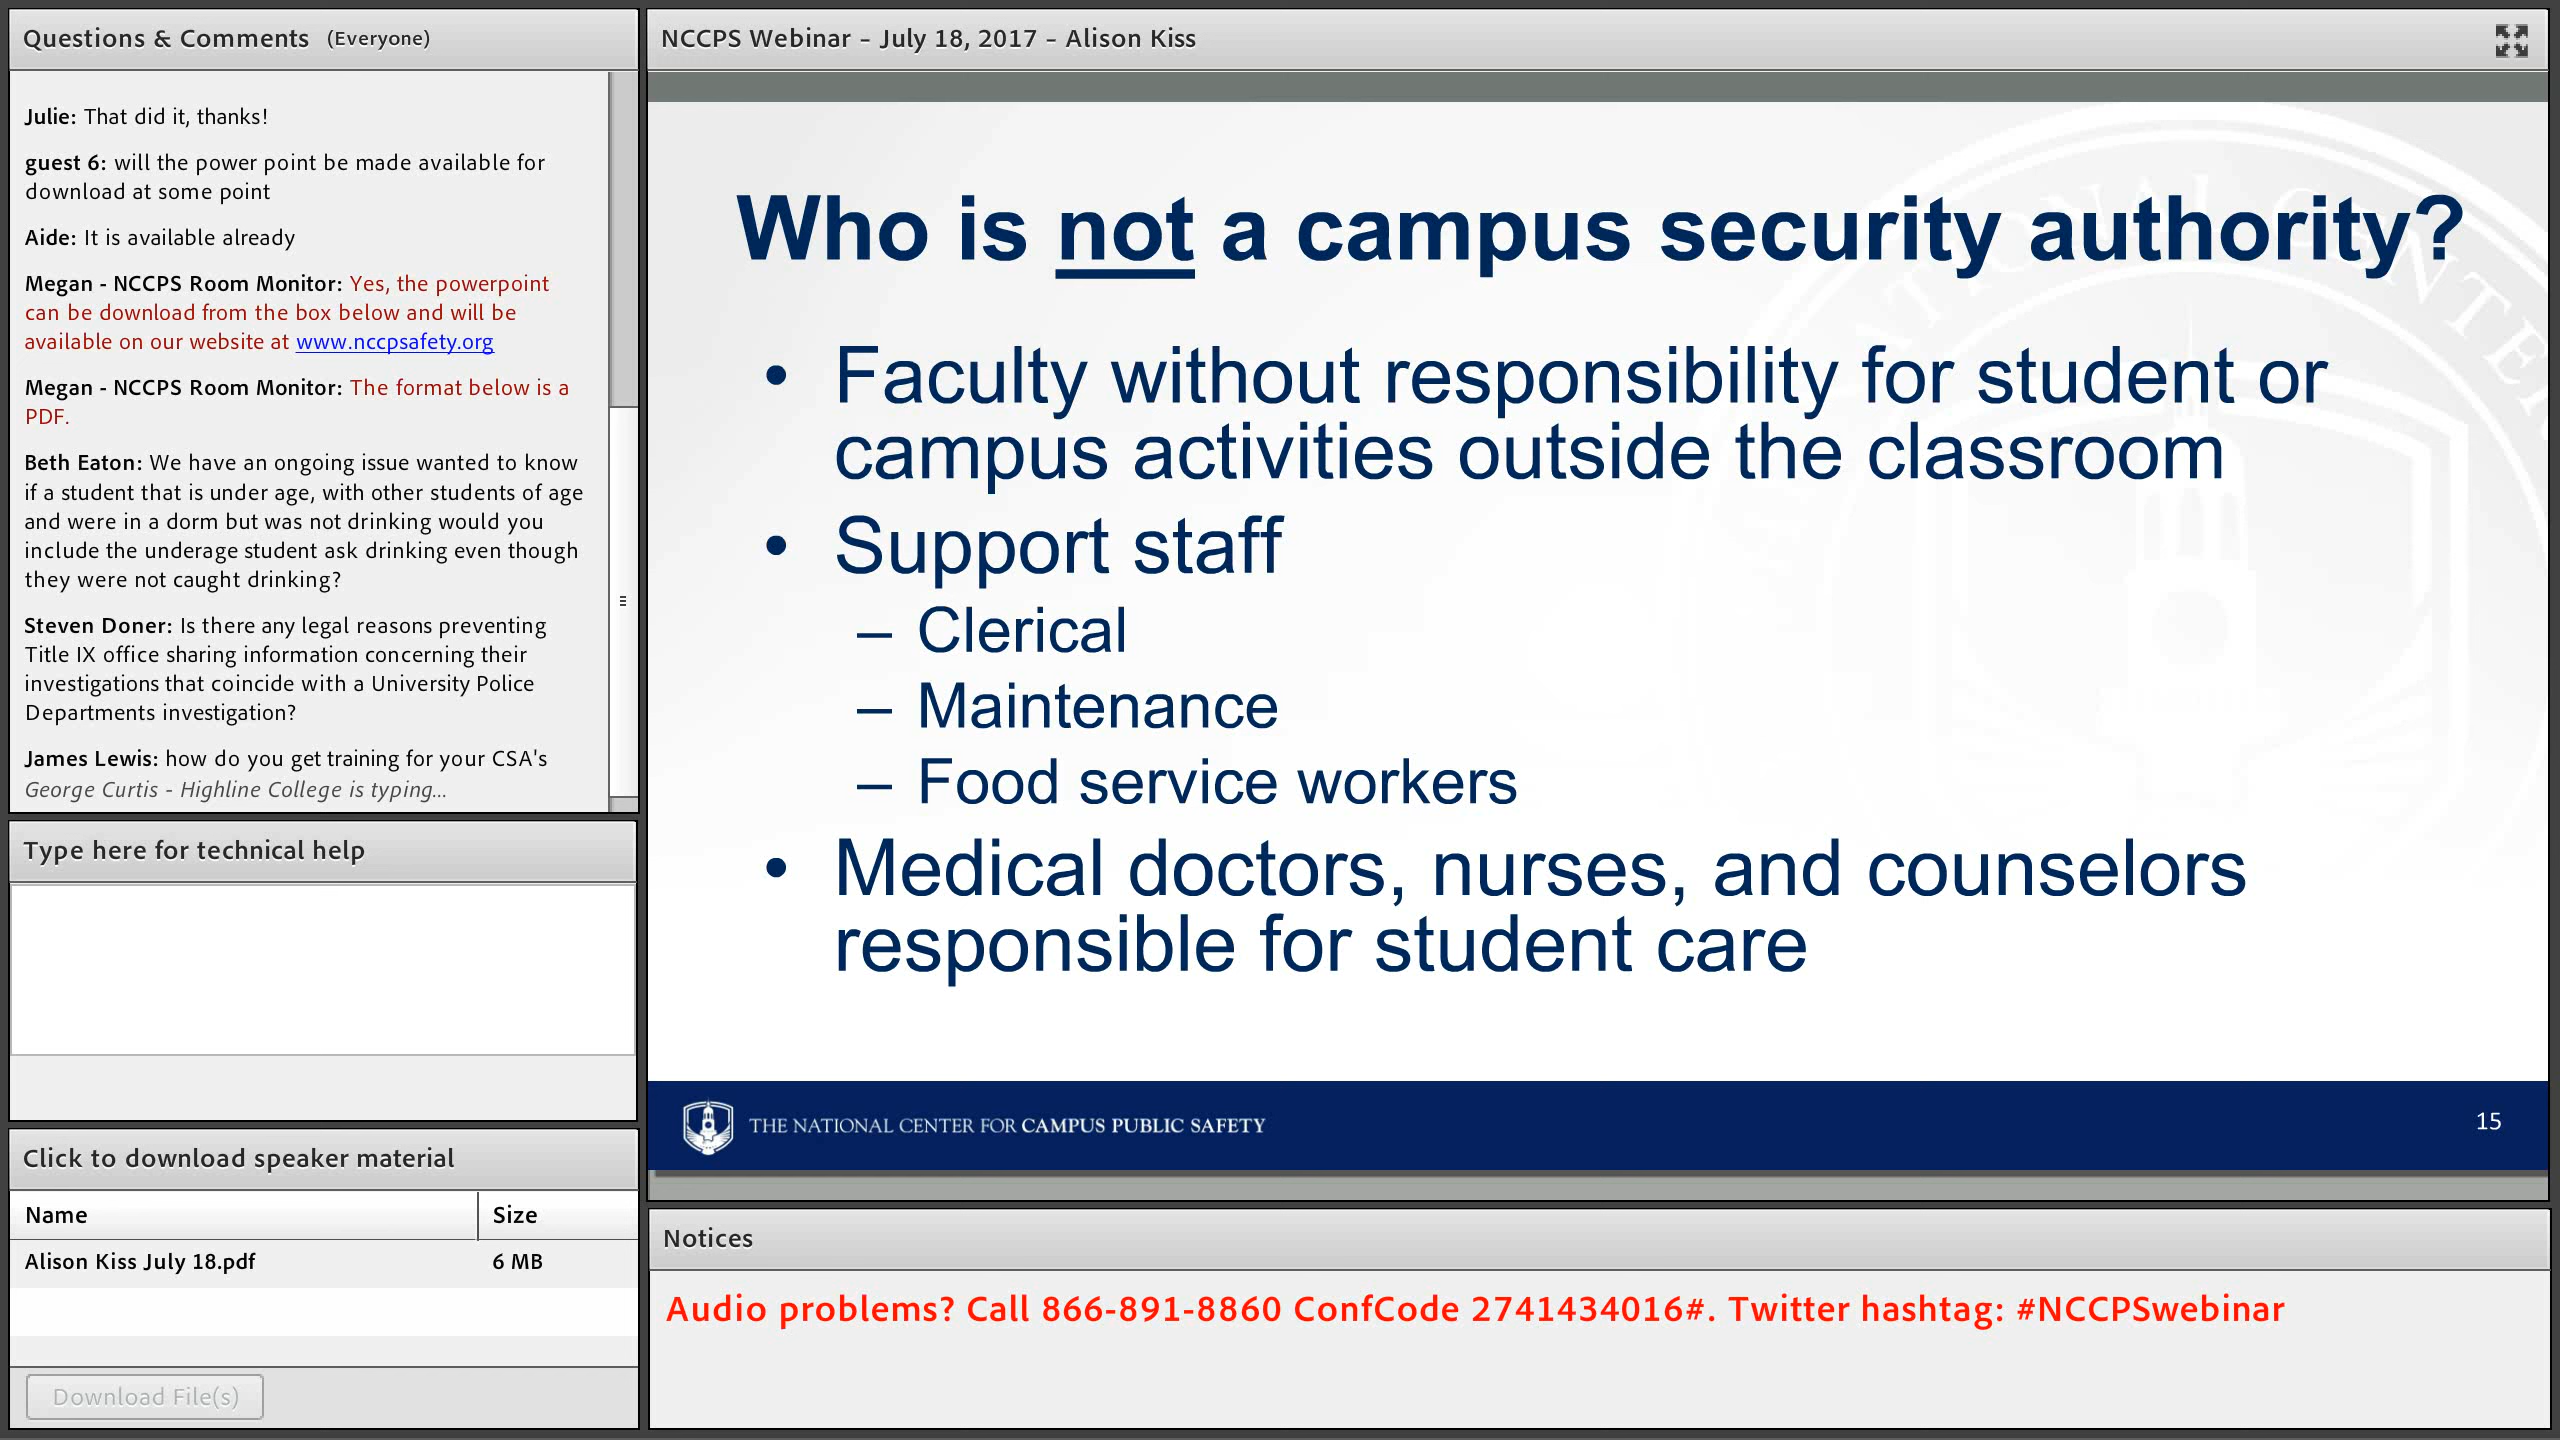 Questions & Comments (Everyone)
Julie: That did it, thanks!
guest 6: will the power point be made available for
download at some point
Aide: It is available already
Megan - NCCPS Room Monitor: Yes, the powerpoint
can be download from the box below and will be
available on our website at www.nccpsafety.org
Megan - NCCPS Room Monitor: The format below is a
PDF.
Beth Eaton: We have an ongoing issue wanted to know
if a student that is under age, with other students of age
and were in a dorm but was not drinking would you
include the underage student ask drinking even though
they were not caught drinking?
Steven Doner: Is there any legal reasons preventing
Title IX office sharing information concerning their
investigations that coincide with a University Police
Departments investigation?
James Lewis: how do you get training for your CSA's
George Curtis - Highline College is typing...
Type here for technical help
Click to download speaker material
Name Size
Alison Kiss July 18.pdf 6 MB
Download File(s)
NCCPS Webinar - July 18, 2017 - Alison Kiss
Who is not a campus security authority?
• Faculty without responsibility for student or
campus activities outside the classroom
• Support staff
– Clerical
– Maintenance
– Food service workers
• Medical doctors, nurses, and counselors
responsible for student care
THE NATIONAL CENTER FOR CAMPUS PUBLIC SAFETY
15
Notices
Audio problems? Call 866-891-8860 ConfCode 2741434016#. Twitter hashtag: #NCCPSwebinar